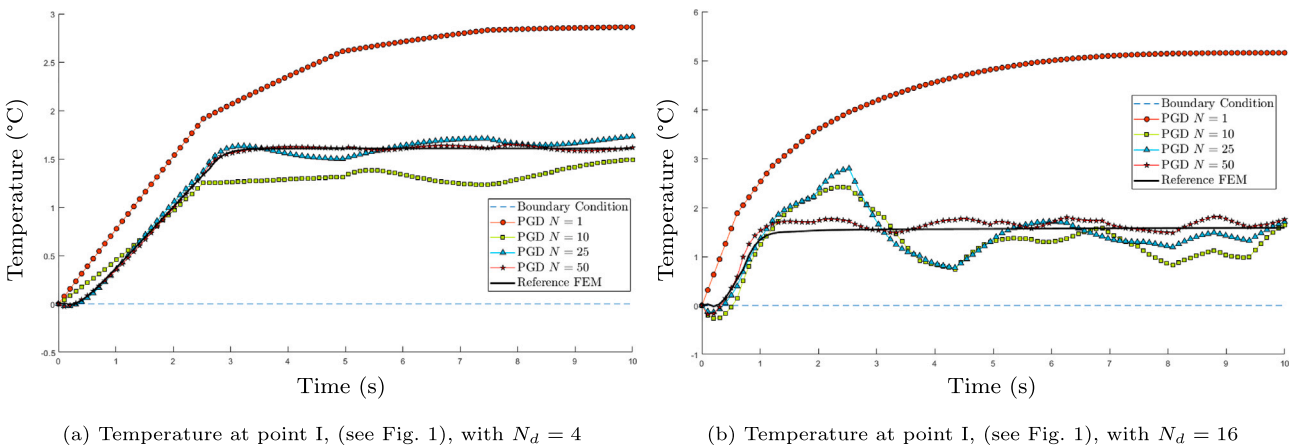 3
2.5
2
1.5
1
0.5
0
-0.5
0 1 2 3 4 5 6 7 8 9 10
Temperature (°C)
Time (s)
Boundary Condition
PGD N = 1
PGD N = 10
PGD N = 25
PGD N = 50
Reference FEM
(a) Temperature at point I, (see Fig. 1), with N_d = 4
6
5
4
3
2
1
0
-1
0 1 2 3 4 5 6 7 8 9 10
Temperature (°C)
Time (s)
Boundary Condition
PGD N = 1
PGD N = 10
PGD N = 25
PGD N = 50
Reference FEM
(b) Temperature at point I, (see Fig. 1), with N_d = 16